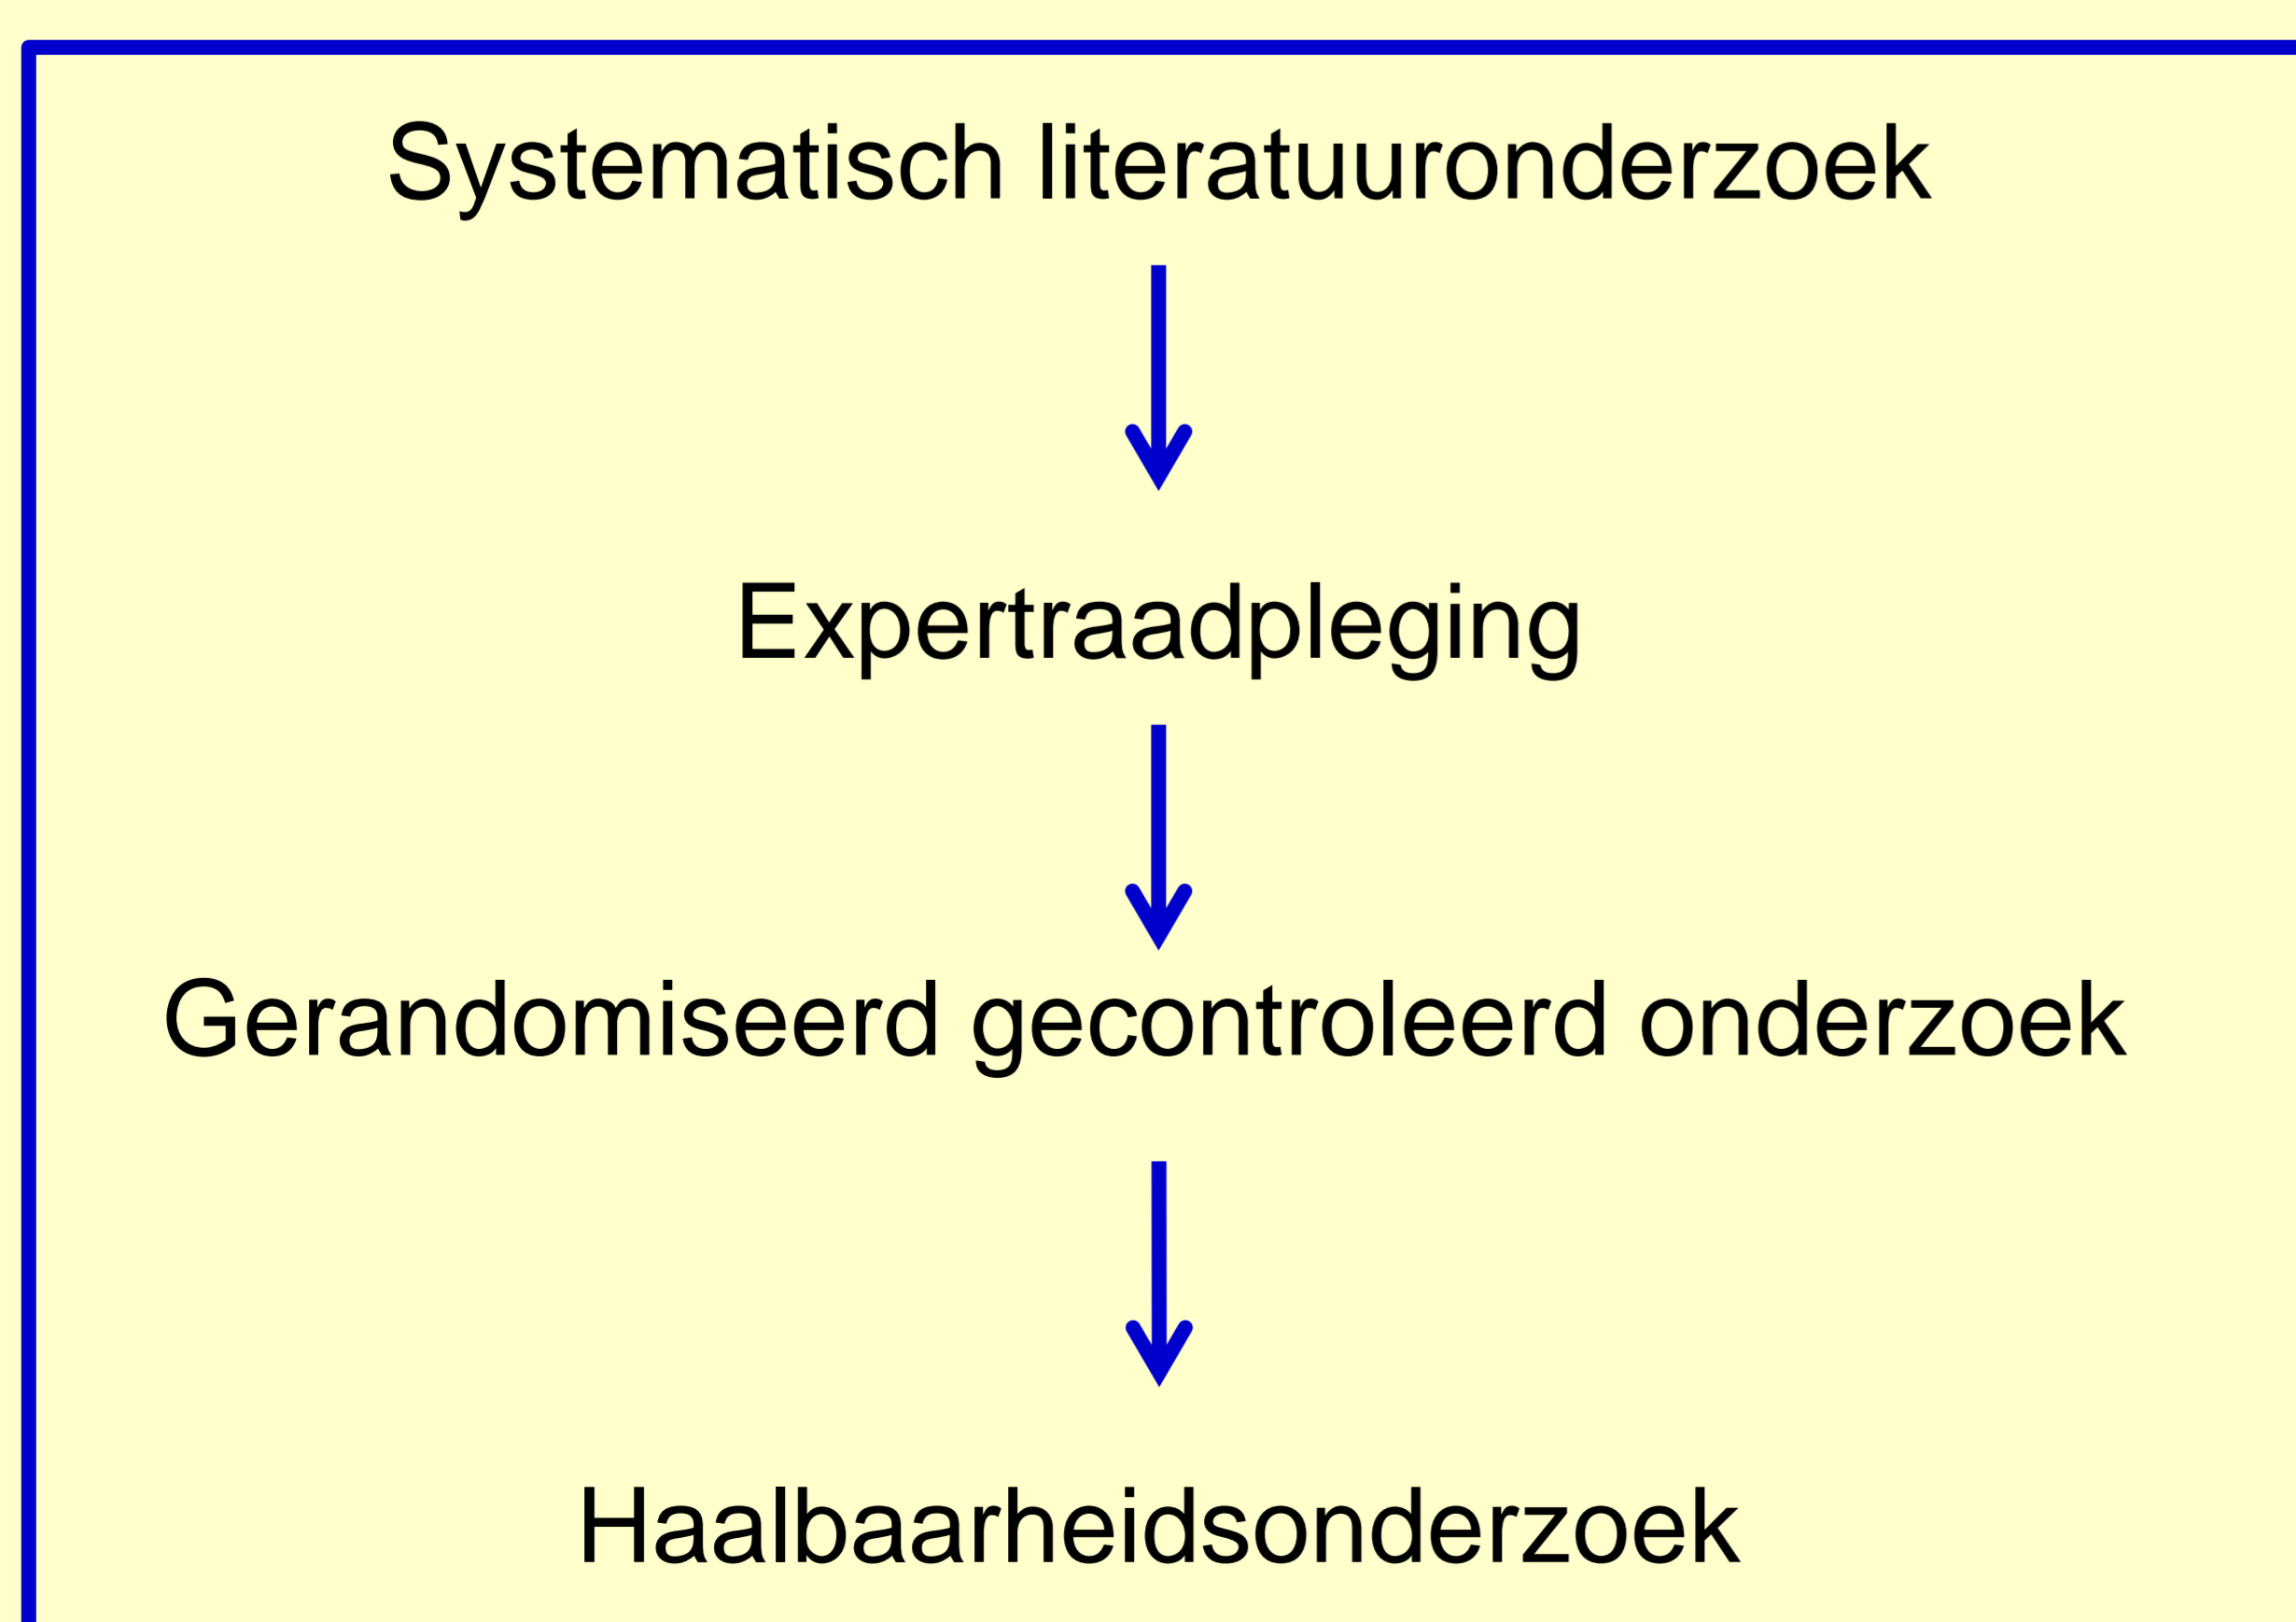 Systematisch literatuuronderzoek
Expertraadpleging
Gerandomiseerd gecontroleerd onderzoek
Haalbaarheidsonderzoek